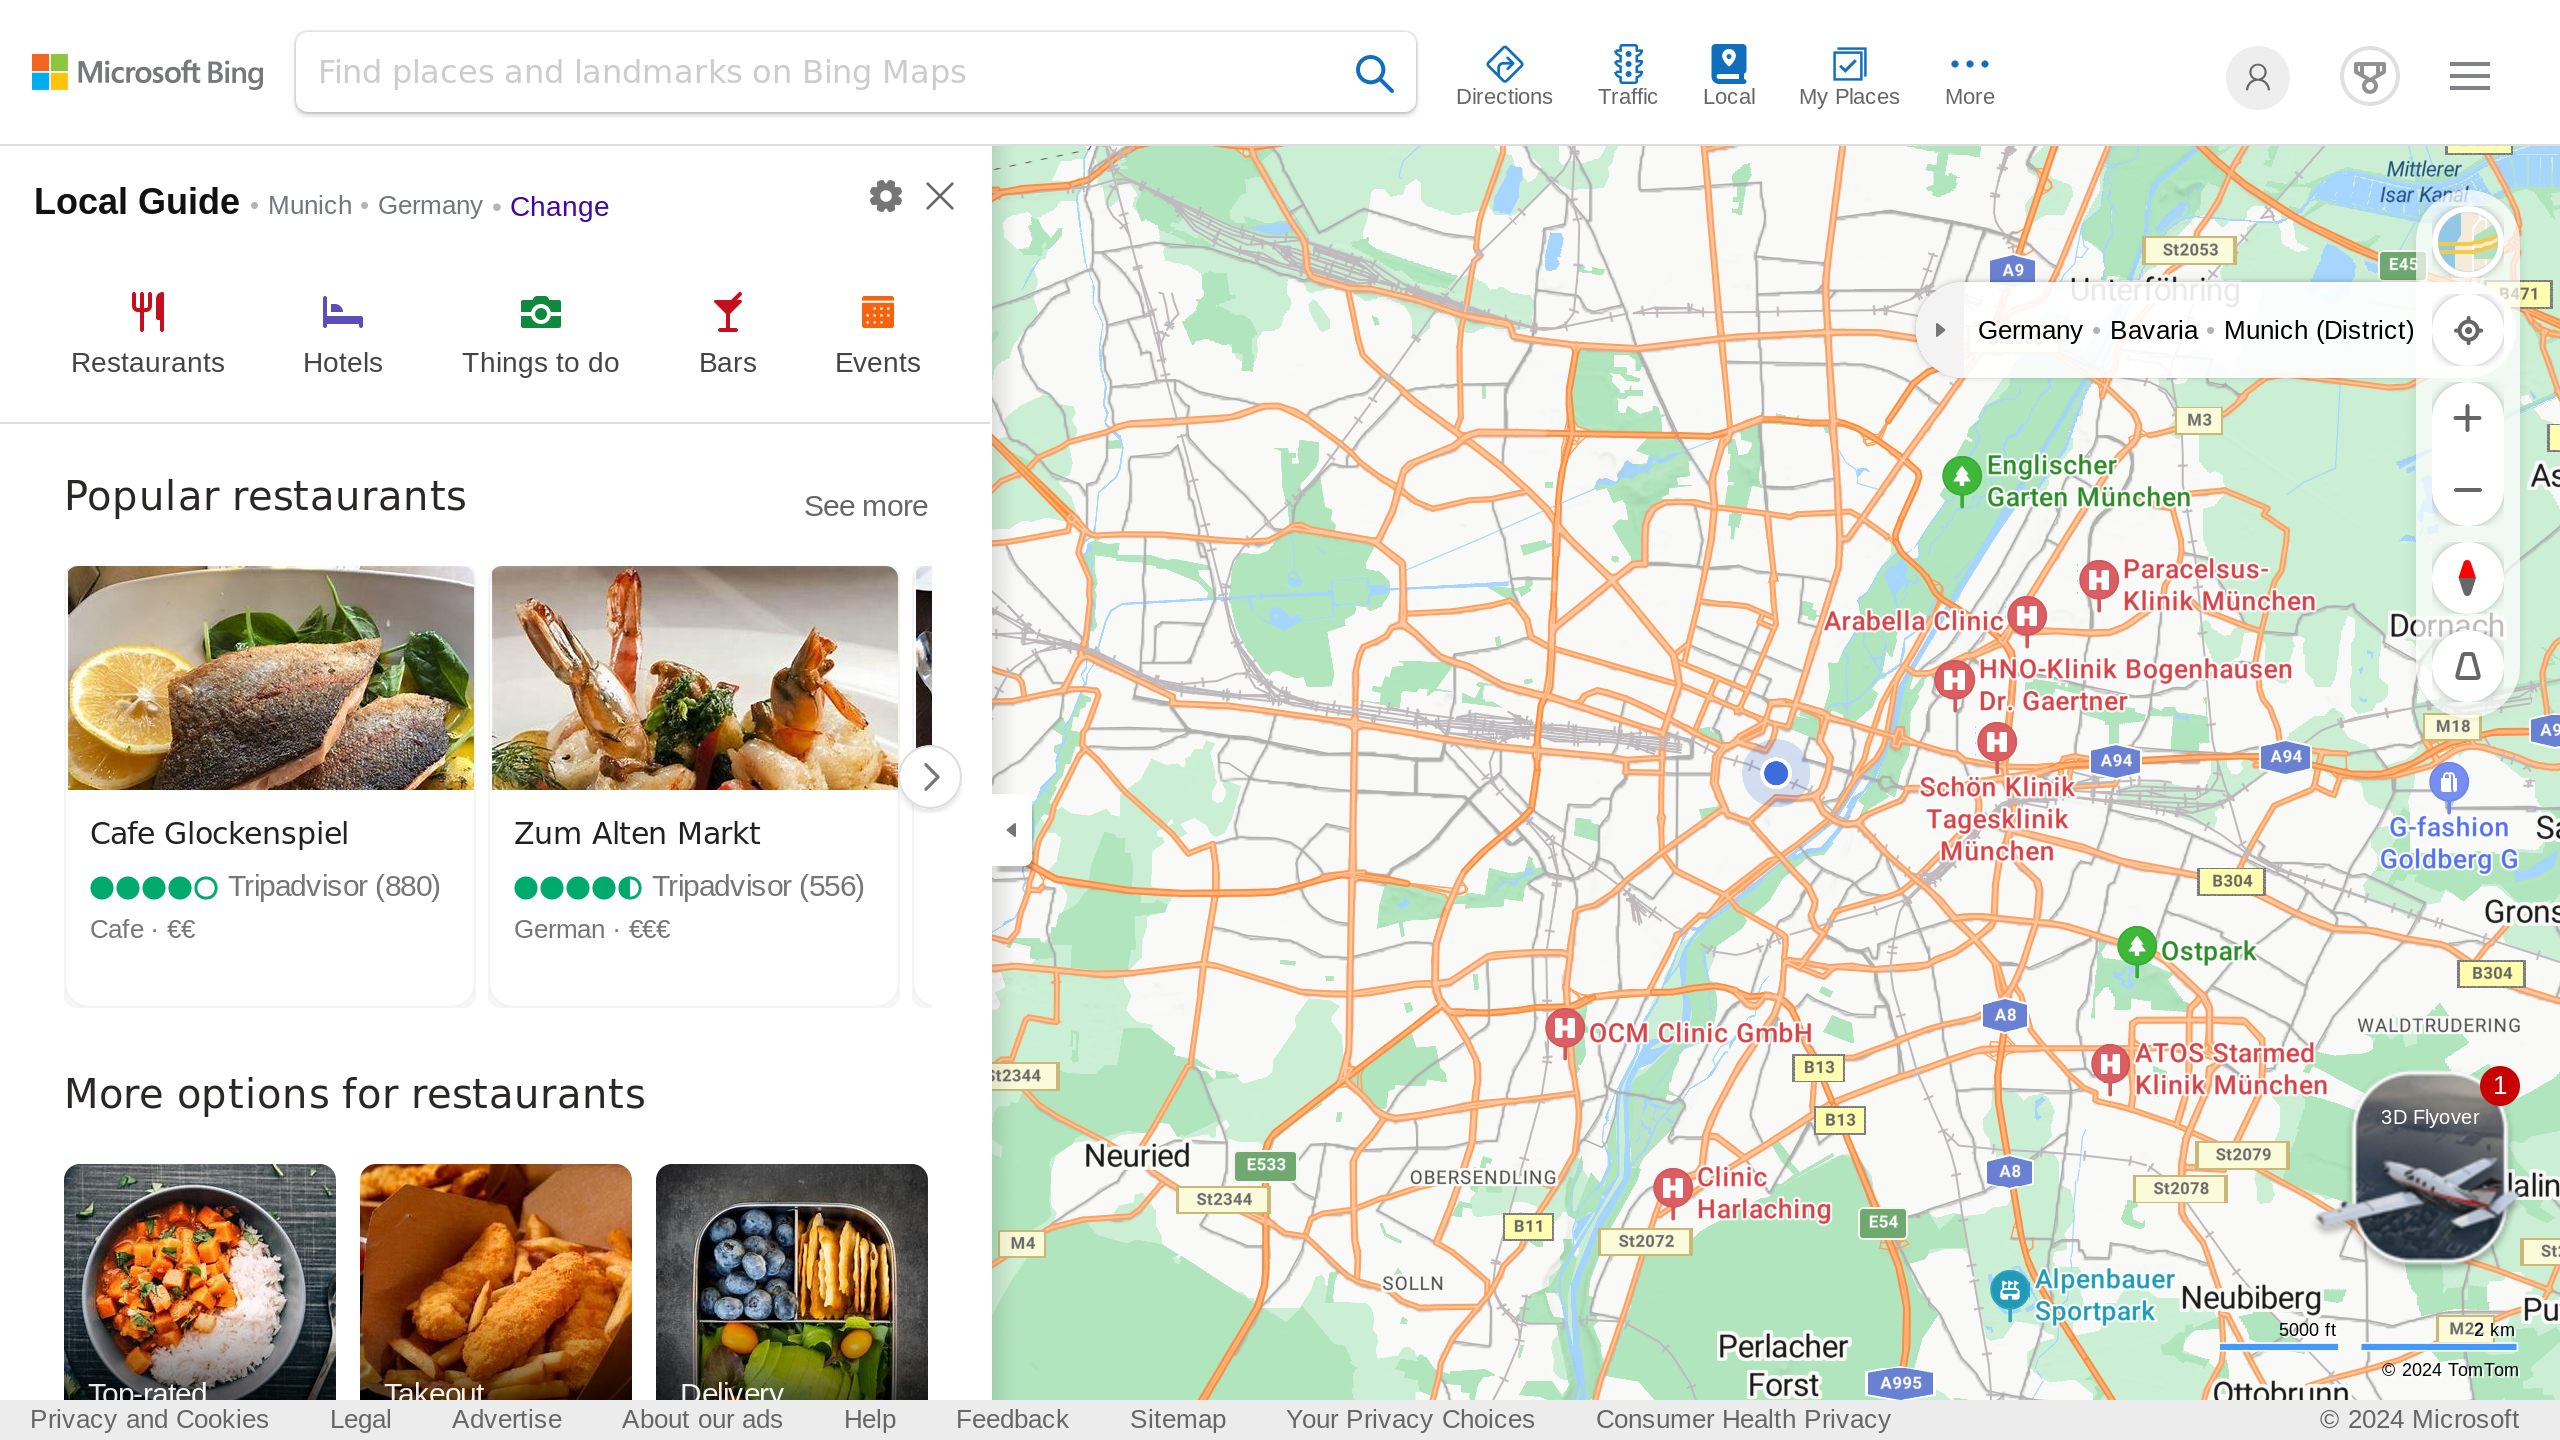 Microsoft Bing
Find places and landmarks on Bing Maps
Directions
Traffic
Local
My Places
More
Local Guide • Munich • Germany • Change
Restaurants
Hotels
Things to do
Bars
Events
Popular restaurants
See more
Cafe Glockenspiel
Tripadvisor (880)
Cafe · €€
Zum Alten Markt
Tripadvisor (556)
German · €€€
More options for restaurants
Top-rated
Takeout
Delivery
Mittlerer
Isar Kanal
St2053
E45
A9
Unterföhring
B471
Germany • Bavaria • Munich (District)
M3
Englischer
Garten München
Paracelsus-
Klinik München
Arabella Clinic
Dornach
HNO-Klinik Bogenhausen
Dr. Gaertner
M18
A94
A94
Schön Klinik
Tagesklinik
München
G-fashion
Goldberg G
B304
Ostpark
B304
A8
WALDTRUDERING
OCM Clinic GmbH
ATOS Starmed
Klinik München
B13
St2344
B13
1
3D Flyover
Neuried
E533
OBERSENDLING
St2344
Clinic
Harlaching
A8
St2079
St2078
B11
E54
M4
St2072
SOLLN
Alpenbauer
Sportpark
Neubiberg
Perlacher
Forst
A995
5000 ft
2 km
© 2024 TomTom
Ottobrunn
Privacy and Cookies
Legal
Advertise
About our ads
Help
Feedback
Sitemap
Your Privacy Choices
Consumer Health Privacy
© 2024 Microsoft